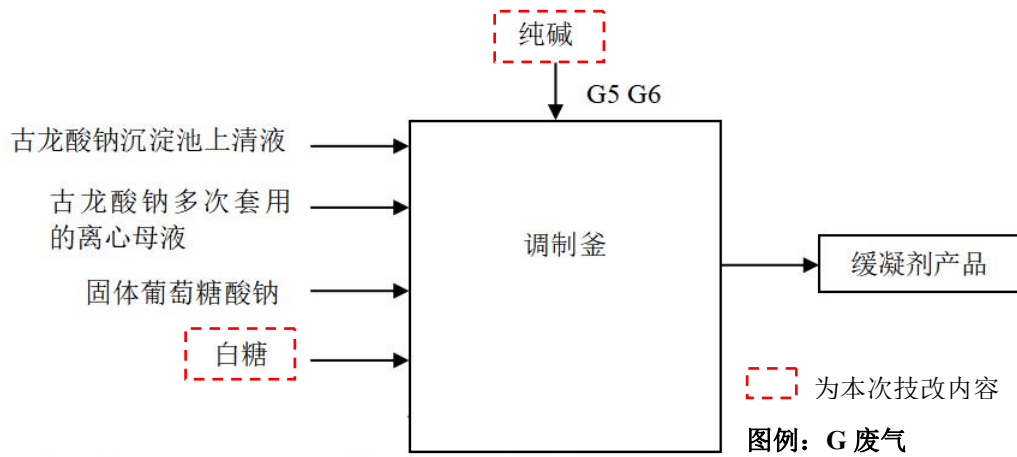 纯碱
G5 G6
古龙酸钠沉淀池上清液
古龙酸钠多次套用
的离心母液
调制釜
缓凝剂产品
固体葡萄糖酸钠
白糖
为本次技改内容
图例：G 废气